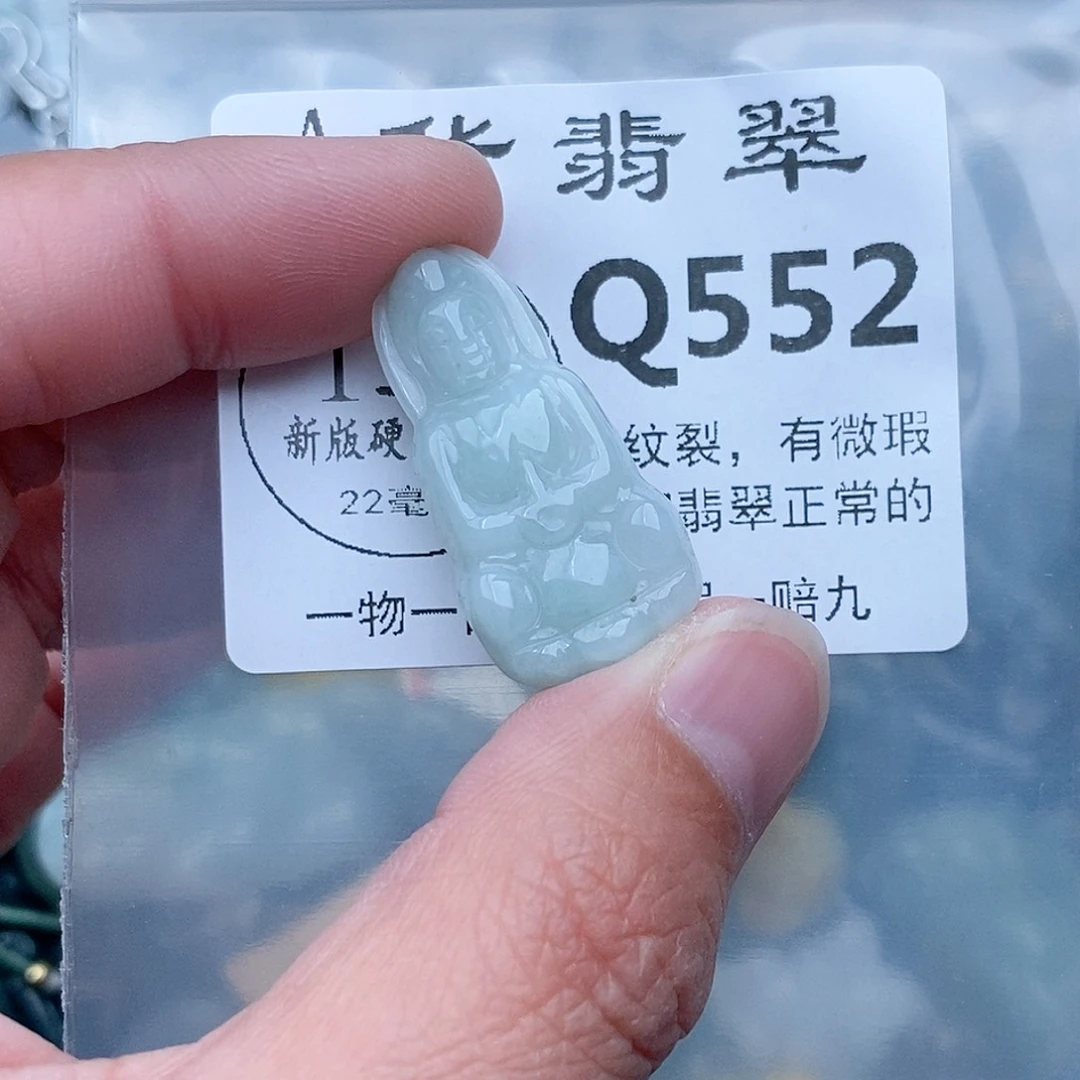 A 翡翠
Q552
新版硬 纹裂，有微瑕
22毫 翡翠正常的
一物一 一赔九